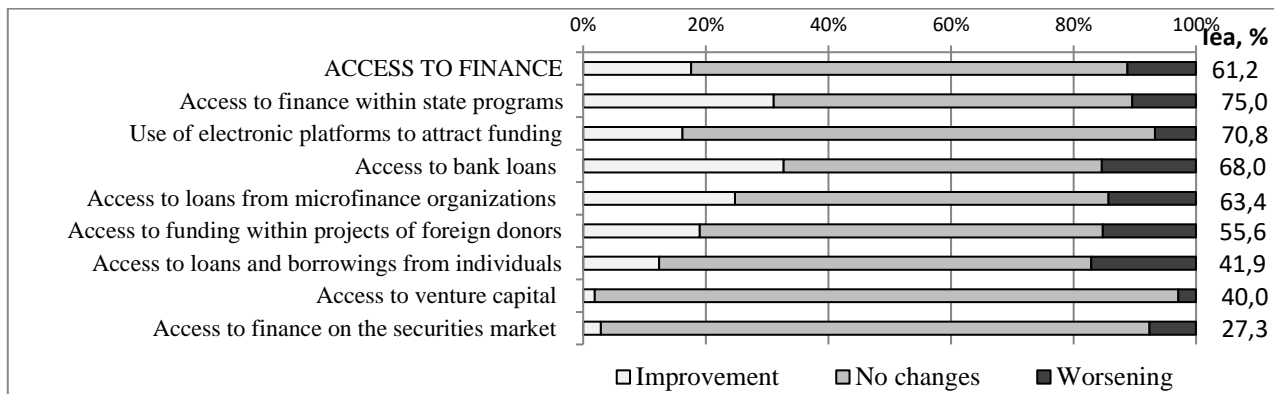 0% 20% 40% 60% 80% 100%
Iea, %
ACCESS TO FINANCE 61,2
Access to finance within state programs 75,0
Use of electronic platforms to attract funding 70,8
Access to bank loans 68,0
Access to loans from microfinance organizations 63,4
Access to funding within projects of foreign donors 55,6
Access to loans and borrowings from individuals 41,9
Access to venture capital 40,0
Access to finance on the securities market 27,3
Improvement No changes Worsening